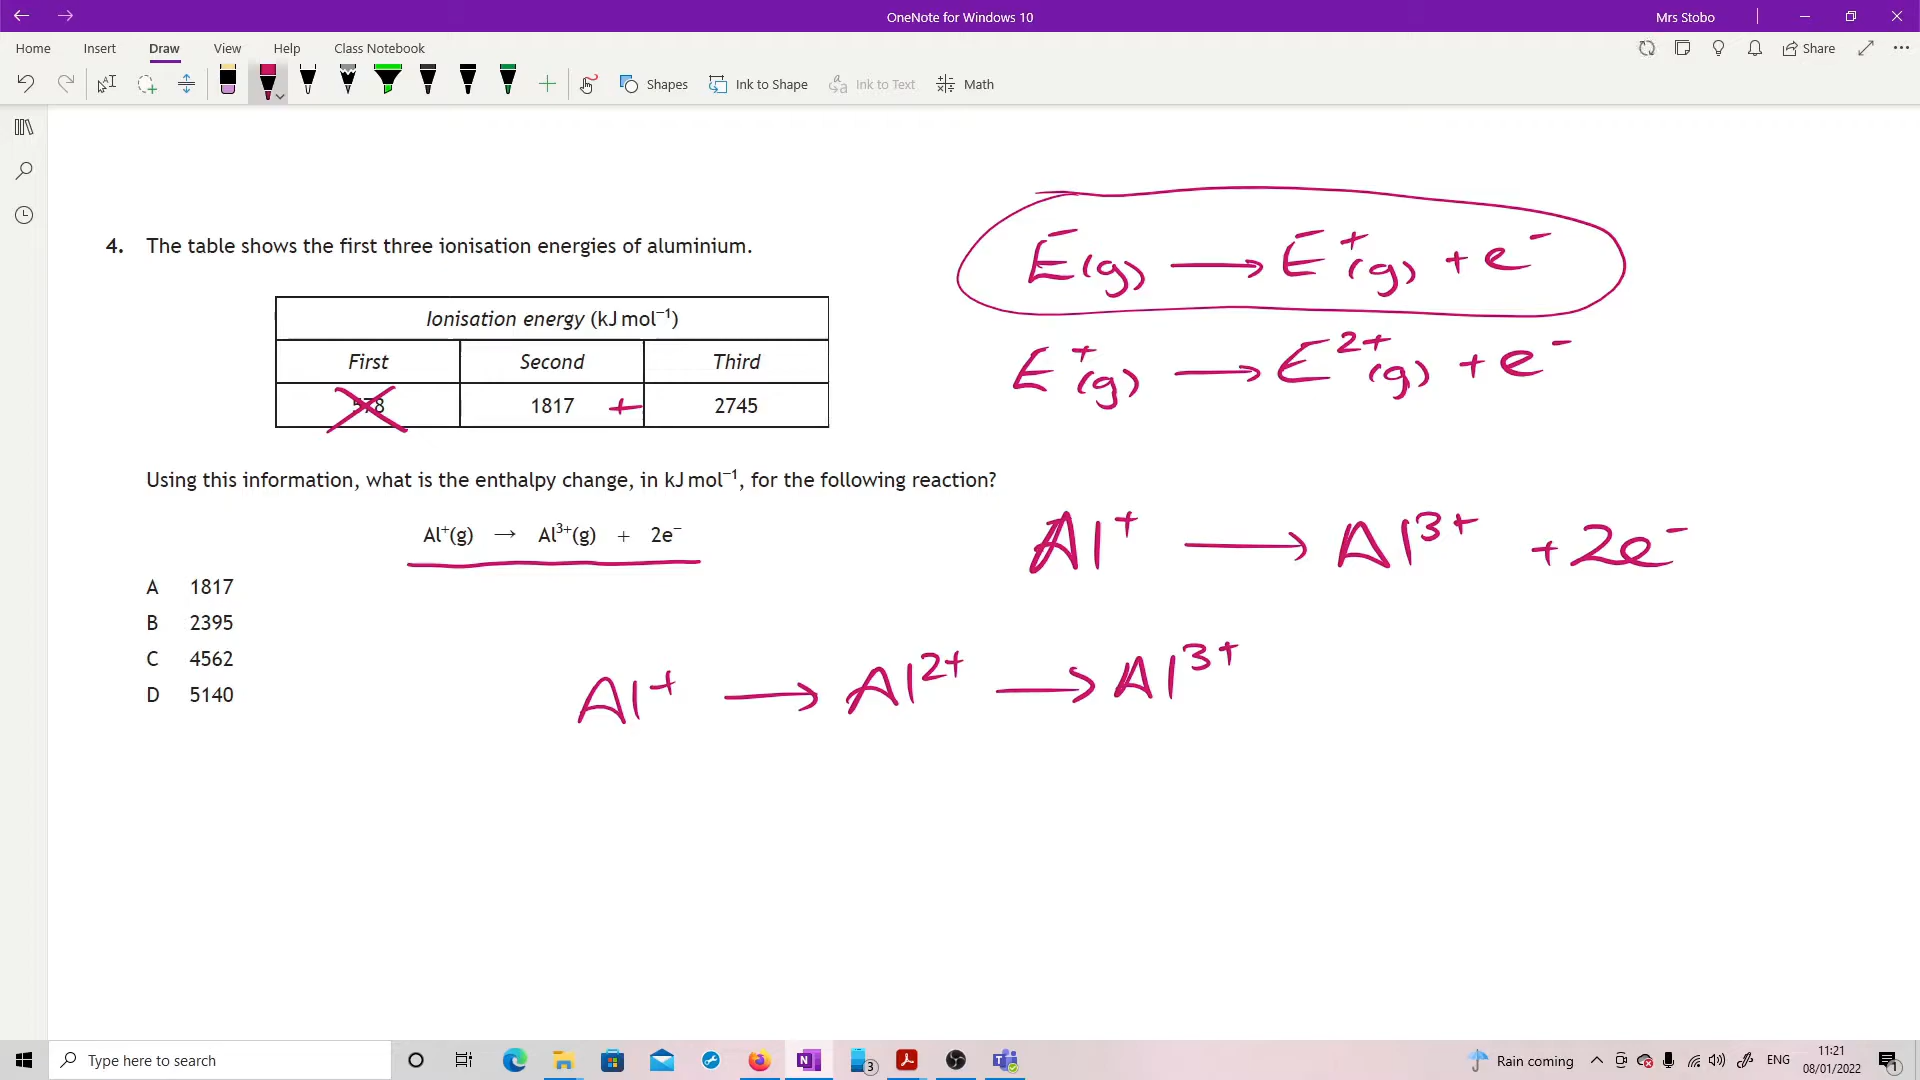 OneNote for Windows 10
Mrs Stobo
Home Insert Draw View Help Class Notebook
Share
Shapes Ink to Shape Ink to Text Math
4. The table shows the first three ionisation energies of aluminium.
Ionisation energy (kJ mol⁻¹)
First Second Third
578 1817 + 2745
E(g) → E⁺(g) + e⁻
E⁺(g) → E²⁺(g) + e⁻
Using this information, what is the enthalpy change, in kJ mol⁻¹, for the following reaction?
Al⁺(g) → Al³⁺(g) + 2e⁻
Al⁺ → Al³⁺ + 2e⁻
A 1817
B 2395
C 4562
D 5140
Al⁺ → Al²⁺ → Al³⁺
Type here to search
3
Rain coming
ENG
11:21
08/01/2022
1